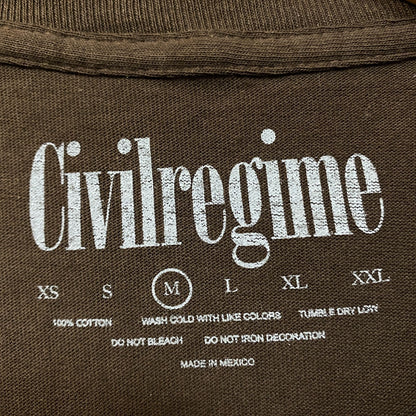 Civilregime
XS S M L XL XXL
100% COTTON WASH COLD WITH LIKE COLORS TUMBLE DRY LOW
DO NOT BLEACH DO NOT IRON DECORATION
MADE IN MEXICO